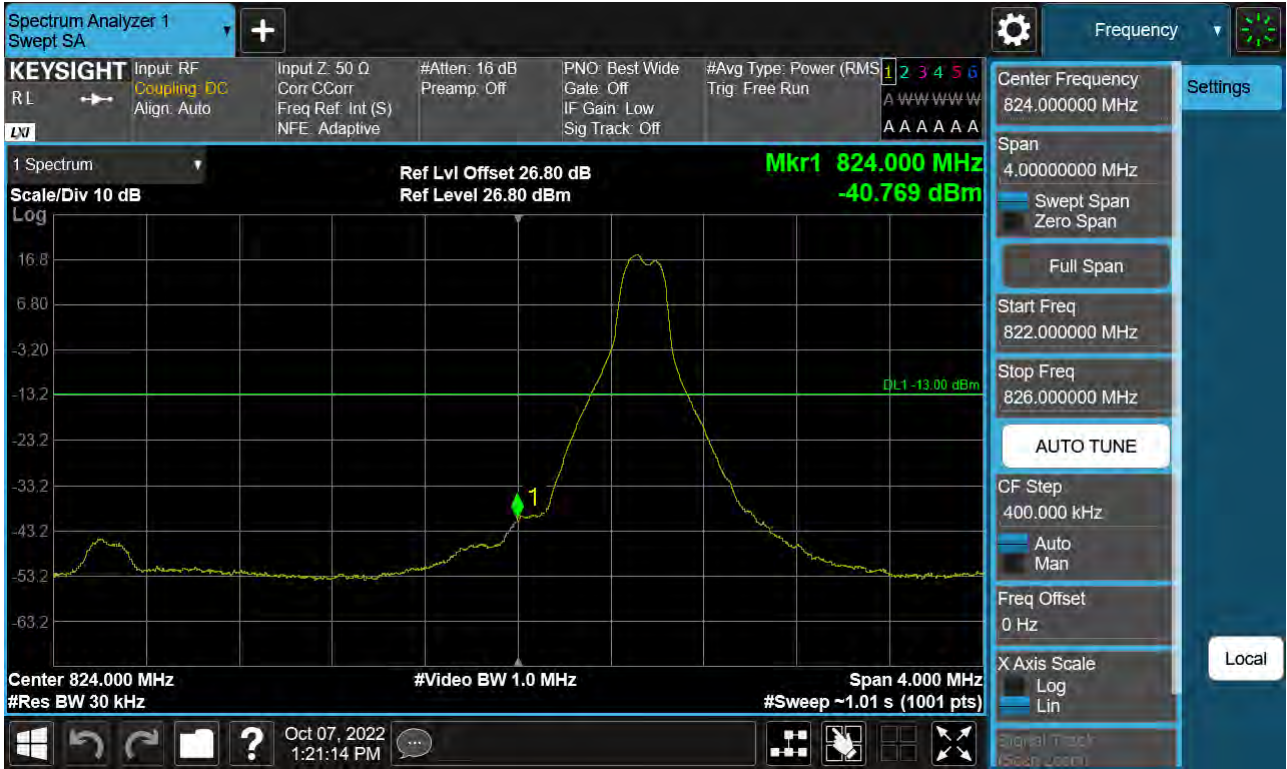 Spectrum Analyzer 1
Swept SA
Frequency
KEYSIGHT
R L
LXI
Input: RF
Coupling: DC
Align: Auto
Input Z: 50 Ω
Corr CCorr
Freq Ref: Int (S)
NFE: Adaptive
#Atten: 16 dB
Preamp: Off
PNO: Best Wide
Gate: Off
IF Gain: Low
Sig Track: Off
#Avg Type: Power (RMS
Trig: Free Run
1 2 3 4 5 6
A W W W W W
A A A A A A
1 Spectrum
Scale/Div 10 dB
Log
Ref Lvl Offset 26.80 dB
Ref Level 26.80 dBm
Mkr1 824.000 MHz
-40.769 dBm
16.8
6.80
-3.20
-13.2
-23.2
-33.2
-43.2
-53.2
-63.2
DL1 -13.00 dBm
1
Center 824.000 MHz
#Res BW 30 kHz
#Video BW 1.0 MHz
Span 4.000 MHz
#Sweep ~1.01 s (1001 pts)
Center Frequency
824.000000 MHz
Settings
Span
4.00000000 MHz
Swept Span
Zero Span
Full Span
Start Freq
822.000000 MHz
Stop Freq
826.000000 MHz
AUTO TUNE
CF Step
400.000 kHz
Auto
Man
Freq Offset
0 Hz
X Axis Scale
Log
Lin
Local
Signal Track
(Span Zoom)
?
Oct 07, 2022
1:21:14 PM